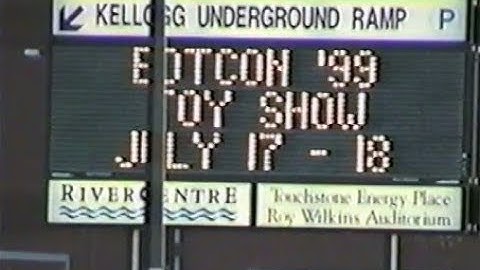 KELLOGG UNDERGROUND RAMP P
BOTCON '99
TOY SHOW
JULY 17 - 18
RIVERCENTRE
Touchstone Energy Place
Roy Wilkins Auditorium